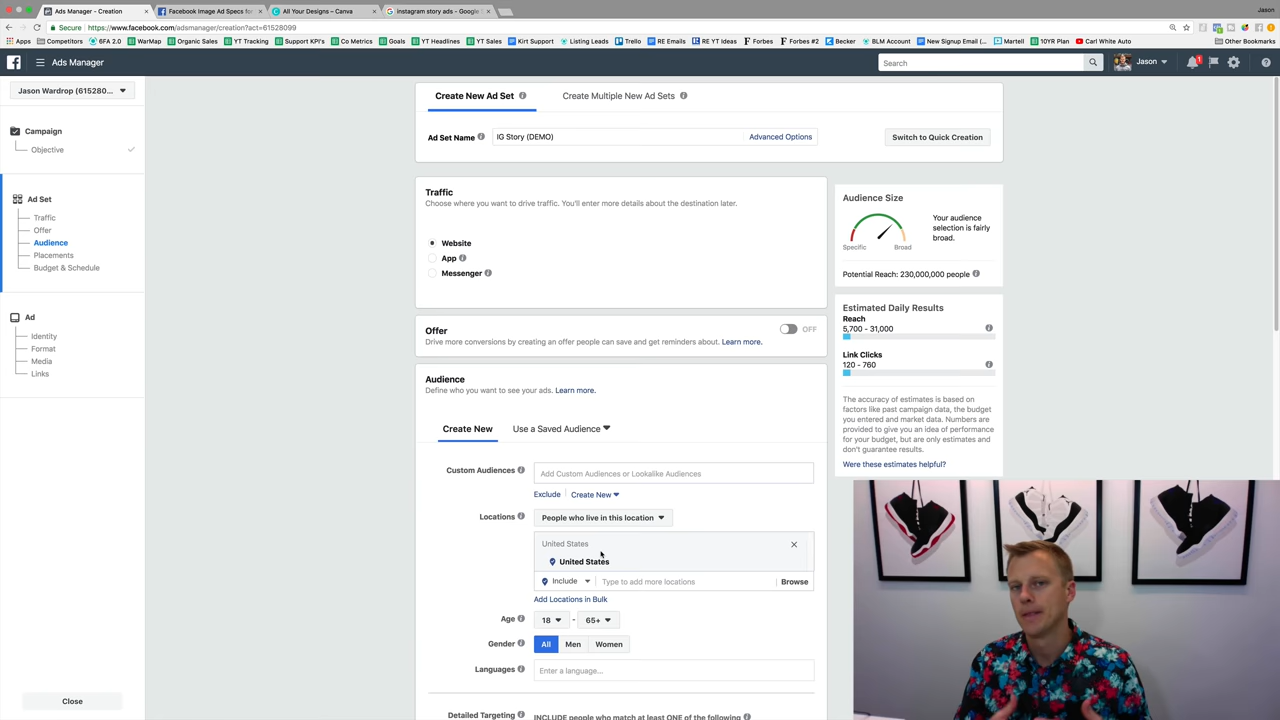 Ads Manager - Creation
Facebook Image Ad Specs for
All Your Designs – Canva
instagram story ads - Google
Jason
Secure
https://www.facebook.com/adsmanager/creation?act=61528099
Apps
Competitors
6FA 2.0
WarMap
Organic Sales
YT Tracking
Support KPI's
Co Metrics
Goals
YT Headlines
YT Sales
Kirt Support
Listing Leads
Trello
RE Emails
RE YT Ideas
Forbes
Forbes #2
Becker
BLM Account
New Signup Email (...
Martell
10YR Plan
Carl White Auto
Other Bookmarks
Ads Manager
Search
Jason
1
Jason Wardrop (615280...
Campaign
Objective
Ad Set
Traffic
Offer
Audience
Placements
Budget & Schedule
Ad
Identity
Format
Media
Links
Close
Create New Ad Set
Create Multiple New Ad Sets
Ad Set Name
IG Story (DEMO)
Advanced Options
Switch to Quick Creation
Traffic
Choose where you want to drive traffic. You'll enter more details about the destination later.
Website
App
Messenger
Offer
OFF
Drive more conversions by creating an offer people can save and get reminders about. Learn more.
Audience
Define who you want to see your ads. Learn more.
Create New
Use a Saved Audience
Custom Audiences
Add Custom Audiences or Lookalike Audiences
Exclude
Create New
Locations
People who live in this location
United States
United States
Include
Type to add more locations
Browse
Add Locations in Bulk
Age
18
-
65+
Gender
All
Men
Women
Languages
Enter a language...
Detailed Targeting
INCLUDE people who match at least ONE of the following
Audience Size
Specific
Broad
Your audience
selection is fairly
broad.
Potential Reach: 230,000,000 people
Estimated Daily Results
Reach
5,700 - 31,000
Link Clicks
120 - 760
The accuracy of estimates is based on
factors like past campaign data, the budget
you entered and market data. Numbers are
provided to give you an idea of performance
for your budget, but are only estimates and
don't guarantee results.
Were these estimates helpful?